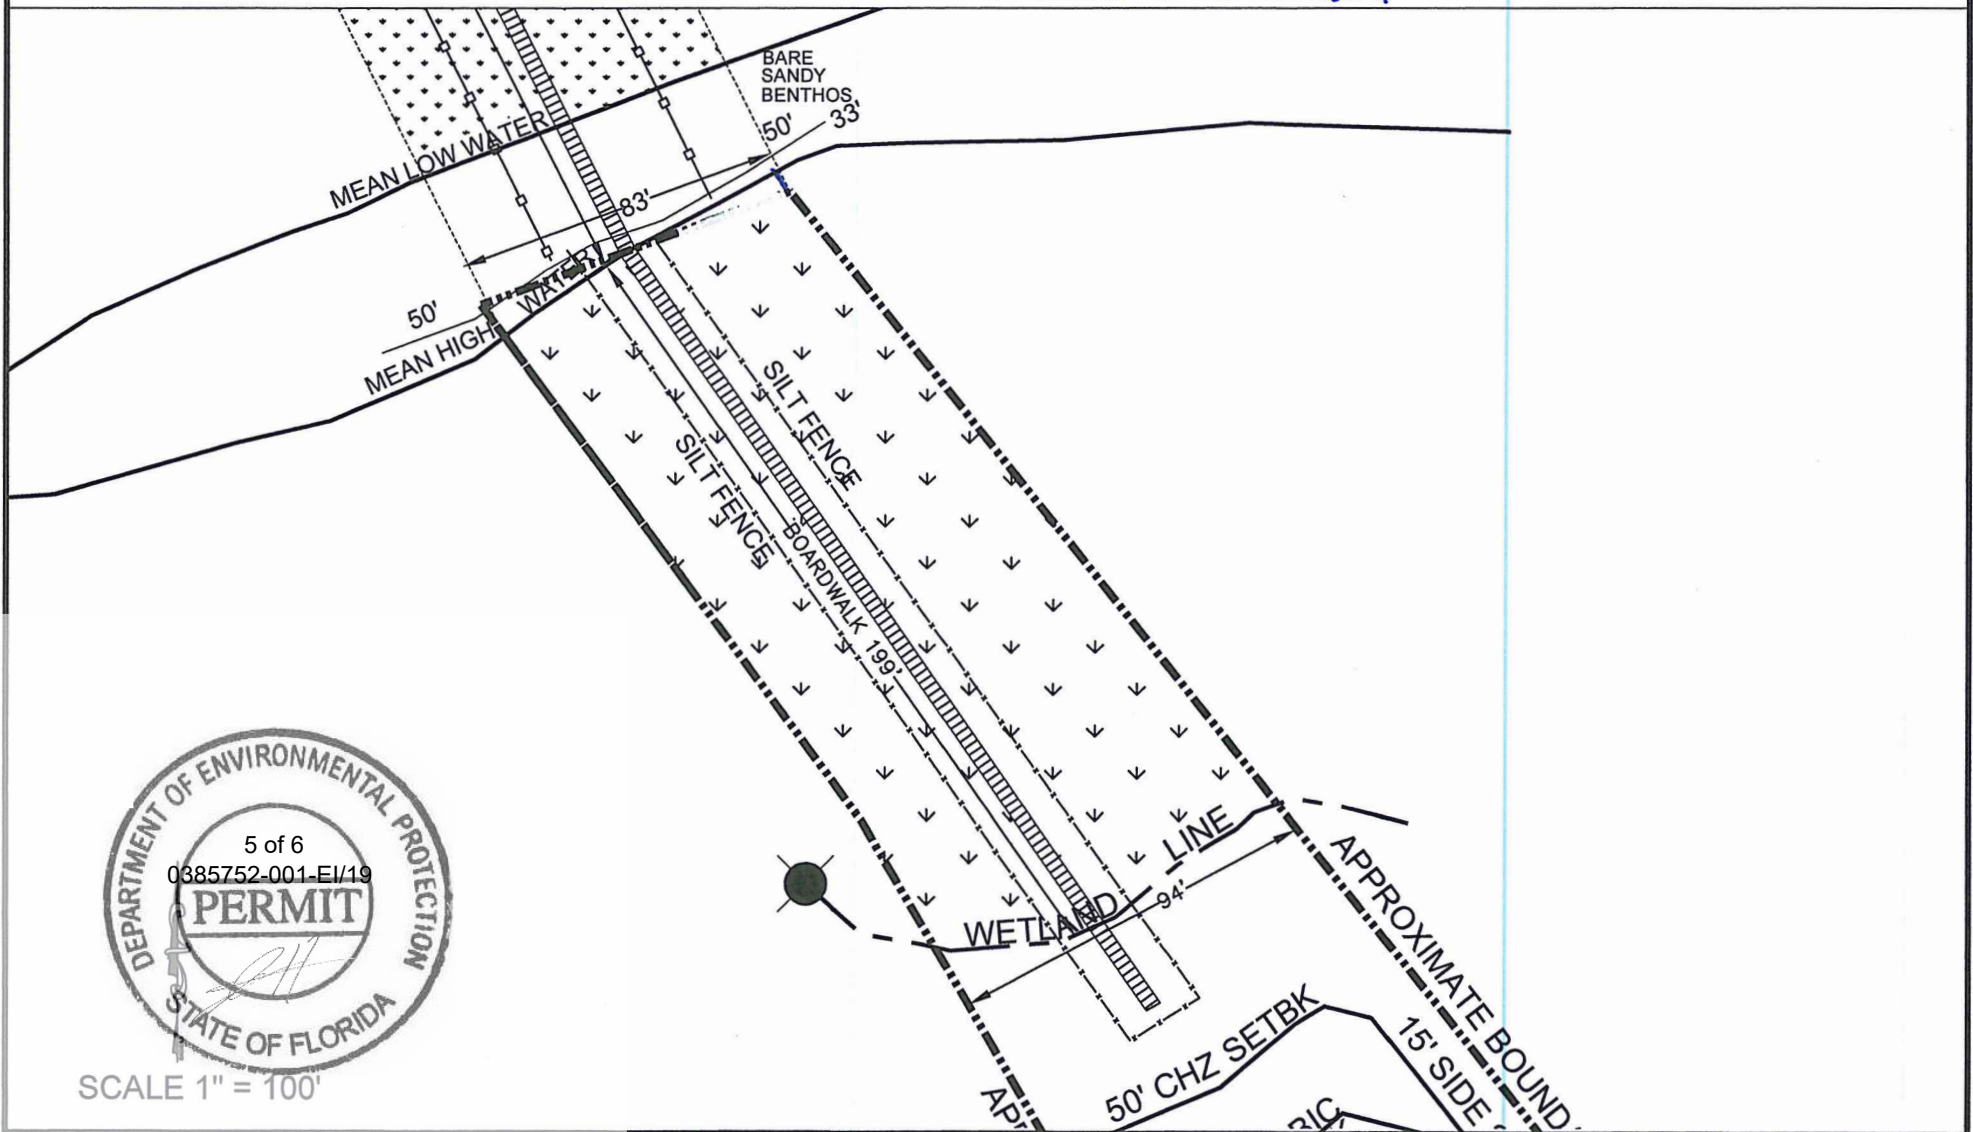 BARE
SANDY
BENTHOS
50'
33'
MEAN LOW WATER
83'
50'
MEAN HIGH WATER
SILT FENCE
SILT FENCE
BOARDWALK 199'
WETLAND LINE
94'
APPROXIMATE BOUND
15' SIDE
50' CHZ SETBK
DEPARTMENT OF ENVIRONMENTAL PROTECTION
5 of 6
0385752-001-EI/19
PERMIT
STATE OF FLORIDA
SCALE 1" = 100'